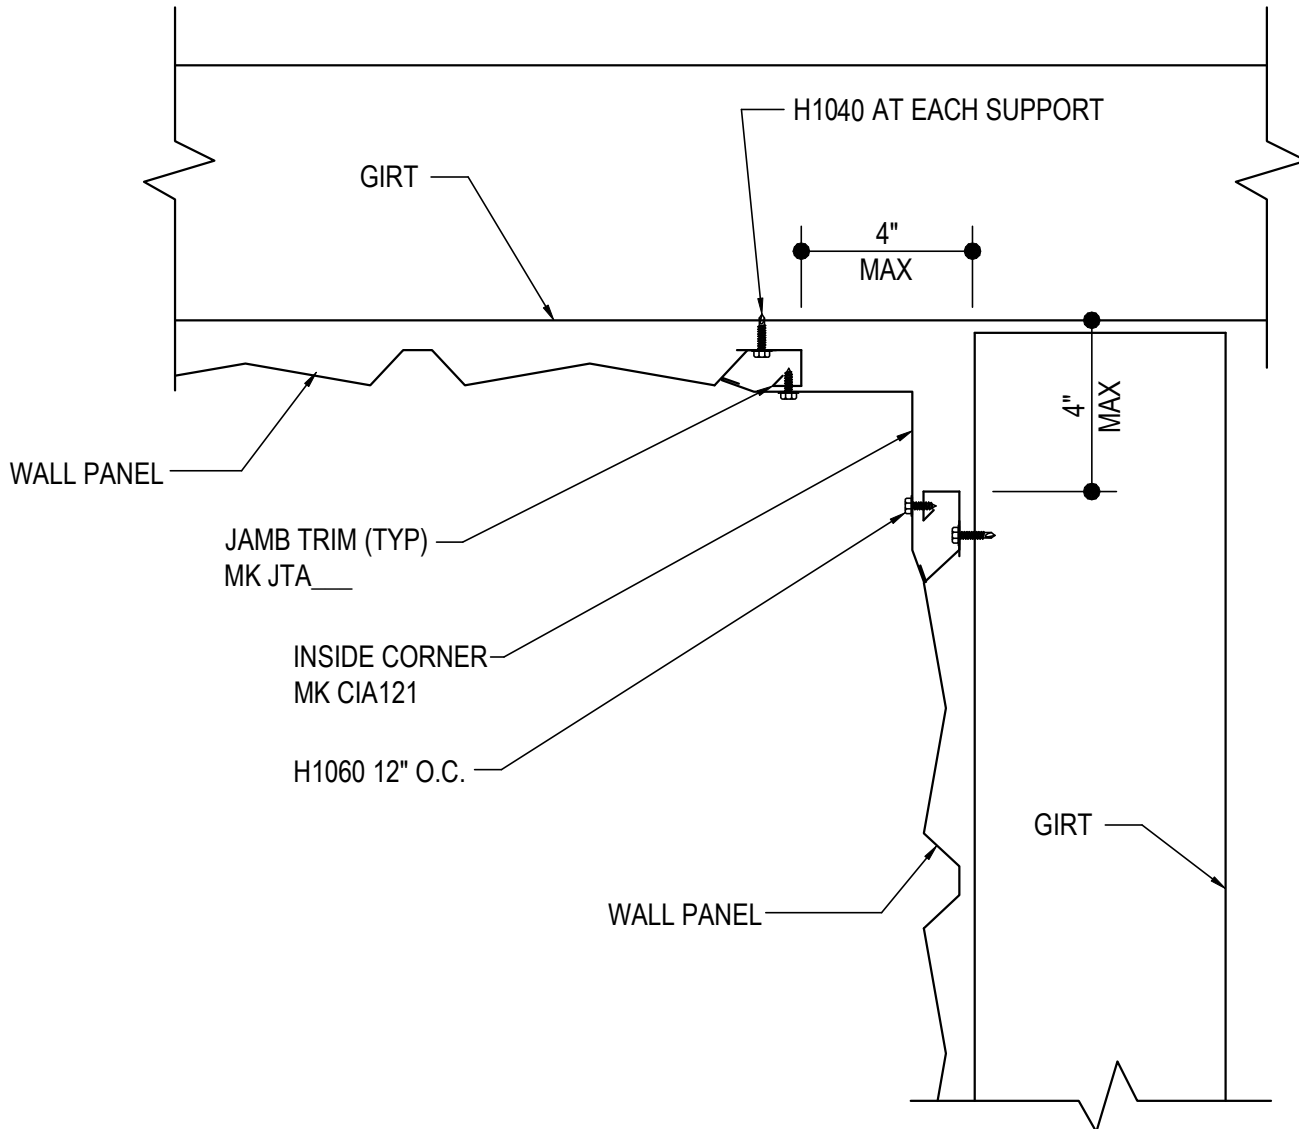 H1040 AT EACH SUPPORT
GIRT
4"
MAX
4"
MAX
WALL PANEL
JAMB TRIM (TYP)
MK JTA___
INSIDE CORNER
MK CIA121
H1060 12" O.C.
GIRT
WALL PANEL